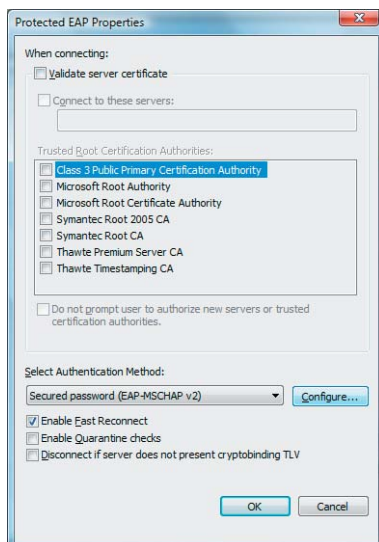 Protected EAP Properties
When connecting:
Validate server certificate
Connect to these servers:
Trusted Root Certification Authorities:
Class 3 Public Primary Certification Authority
Microsoft Root Authority
Microsoft Root Certificate Authority
Symantec Root 2005 CA
Symantec Root CA
Thawte Premium Server CA
Thawte Timestamping CA
Do not prompt user to authorize new servers or trusted
certification authorities.
Select Authentication Method:
Secured password (EAP-MSCHAP v2)
Configure...
Enable Fast Reconnect
Enable Quarantine checks
Disconnect if server does not present cryptobinding TLV
OK
Cancel